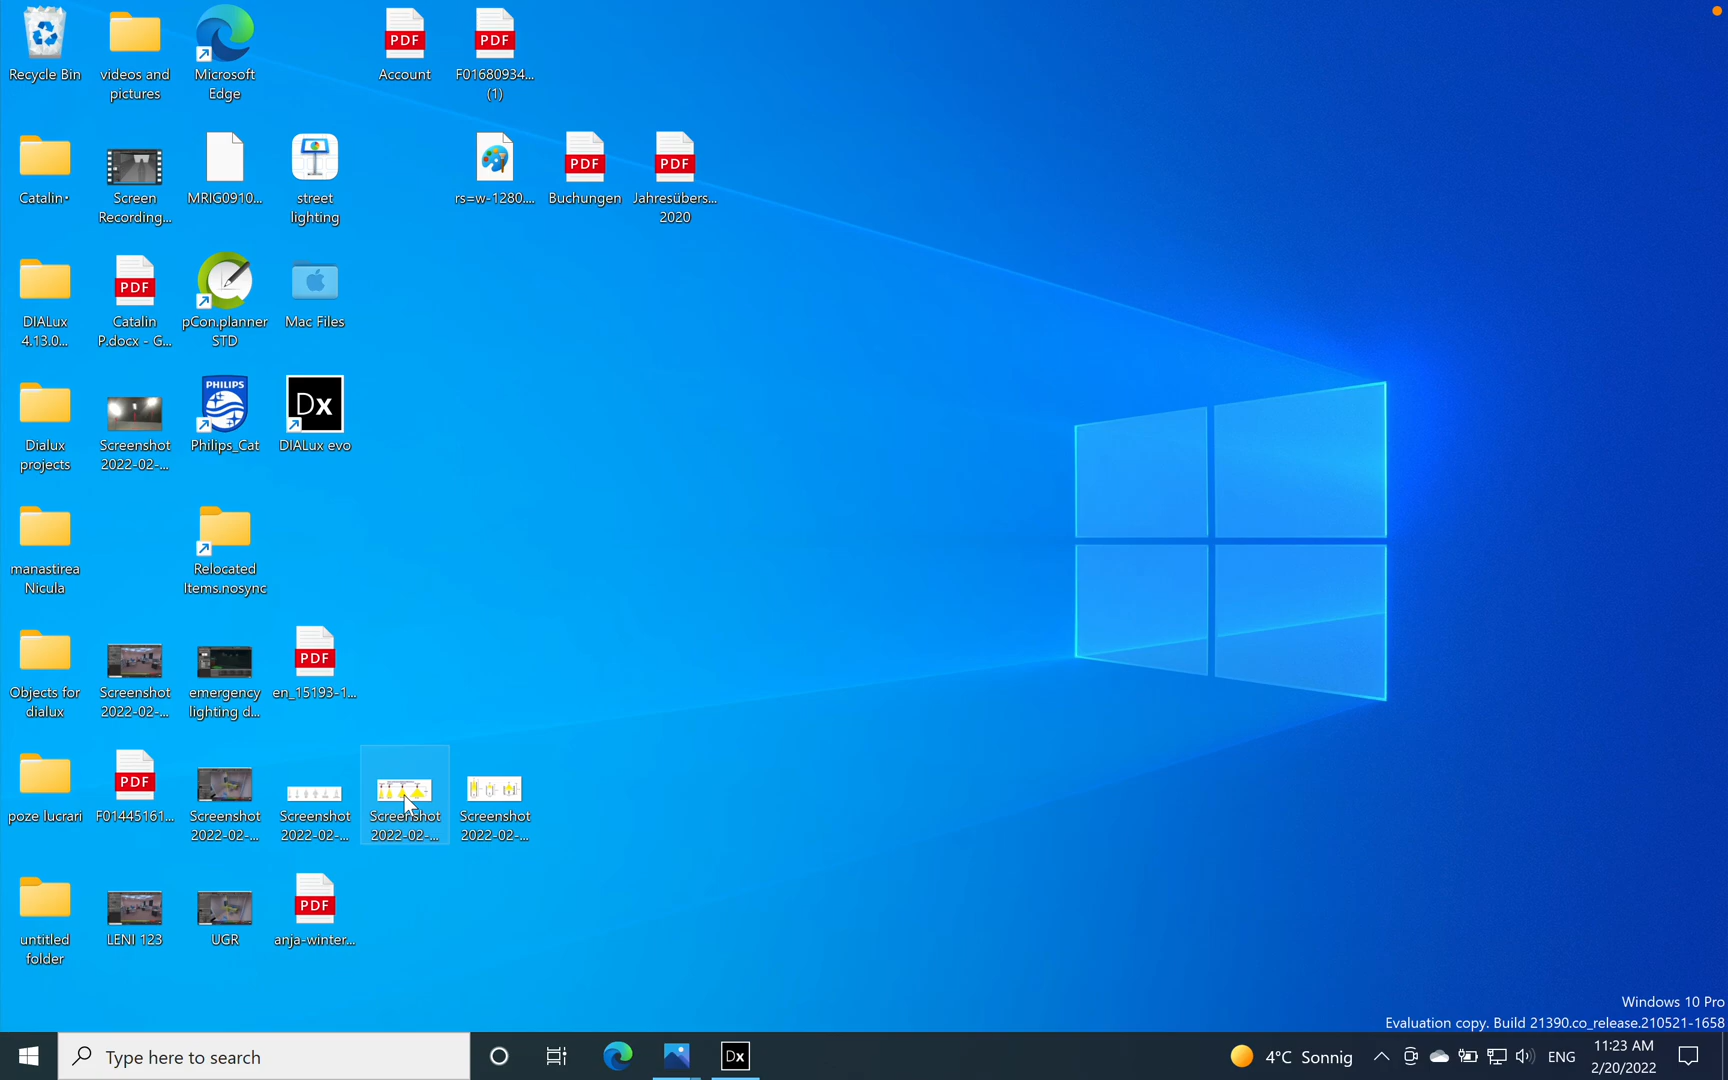 Recycle Bin
videos and
pictures
Microsoft
Edge
PDF
Account
PDF
F01680934...
(1)
Catalin•
Screen
Recording...
MRIG0910...
street
lighting
rs=w-1280....
PDF
Buchungen
PDF
Jahresübers...
2020
DIALux
4.13.0...
PDF
Catalin
P.docx - G...
pCon.planner
STD
Mac Files
Dialux
projects
Screenshot
2022-02-...
PHILIPS
Philips_Cat
Dx
DIALux evo
manastirea
Nicula
Relocated
Items.nosync
Objects for
dialux
Screenshot
2022-02-...
emergency
lighting d...
PDF
en_15193-1...
poze lucrari
PDF
F01445161...
Screenshot
2022-02-...
Screenshot
2022-02-...
Screenshot
2022-02-...
Screenshot
2022-02-...
untitled
folder
LENI 123
UGR
PDF
anja-winter...
Windows 10 Pro
Evaluation copy. Build 21390.co_release.210521-1658
Type here to search
Dx
4°C Sonnig
ENG
11:23 AM
2/20/2022